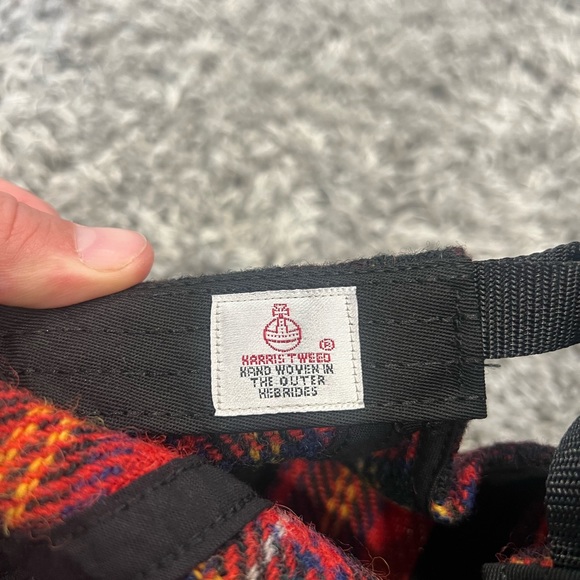 ®
HARRIS TWEED
HAND WOVEN IN
THE OUTER
HEBRIDES